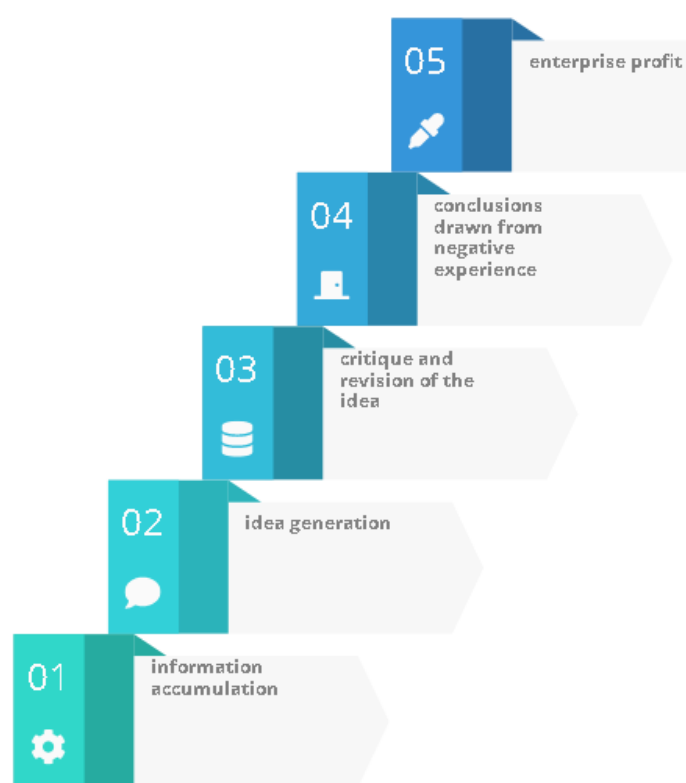 05
enterprise profit
04
conclusions
drawn from
negative
experience
03
critique and
revision of the
idea
02
idea generation
01
information
accumulation